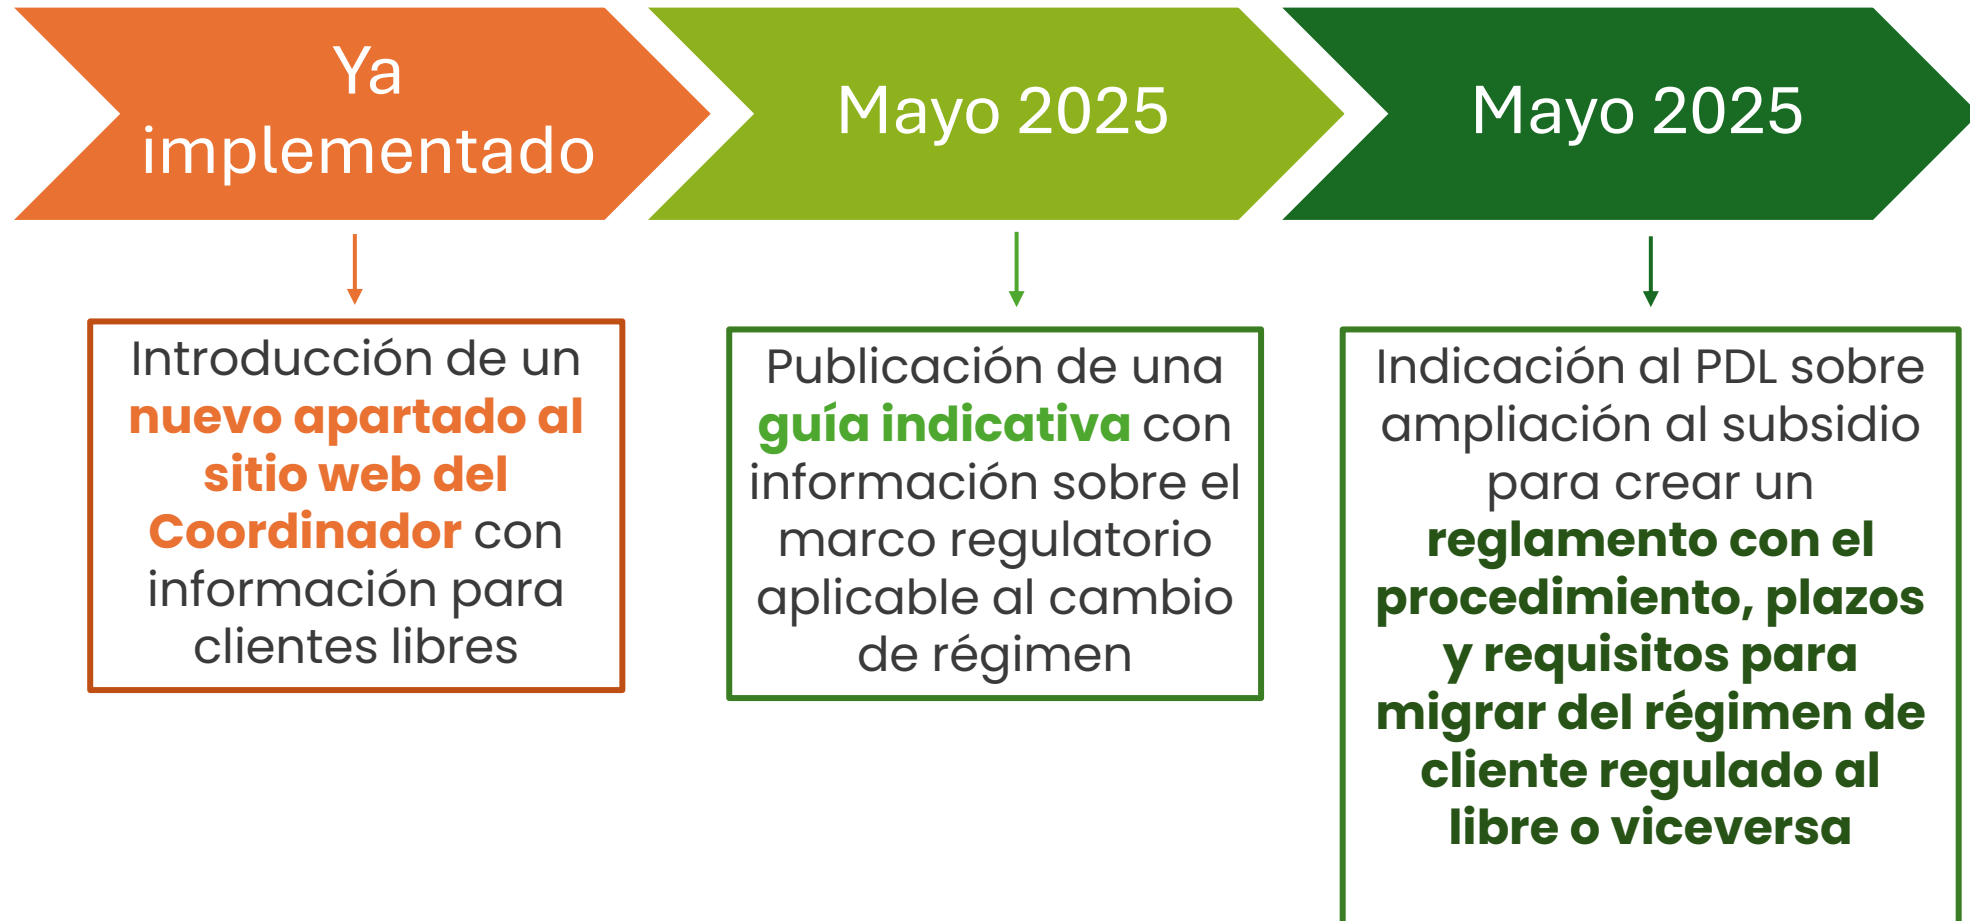 Ya
implementado
Mayo 2025
Mayo 2025
Introducción de un
nuevo apartado al
sitio web del
Coordinador con
información para
clientes libres
Publicación de una
guía indicativa con
información sobre el
marco regulatorio
aplicable al cambio
de régimen
Indicación al PDL sobre
ampliación al subsidio
para crear un
reglamento con el
procedimiento, plazos
y requisitos para
migrar del régimen de
cliente regulado al
libre o viceversa